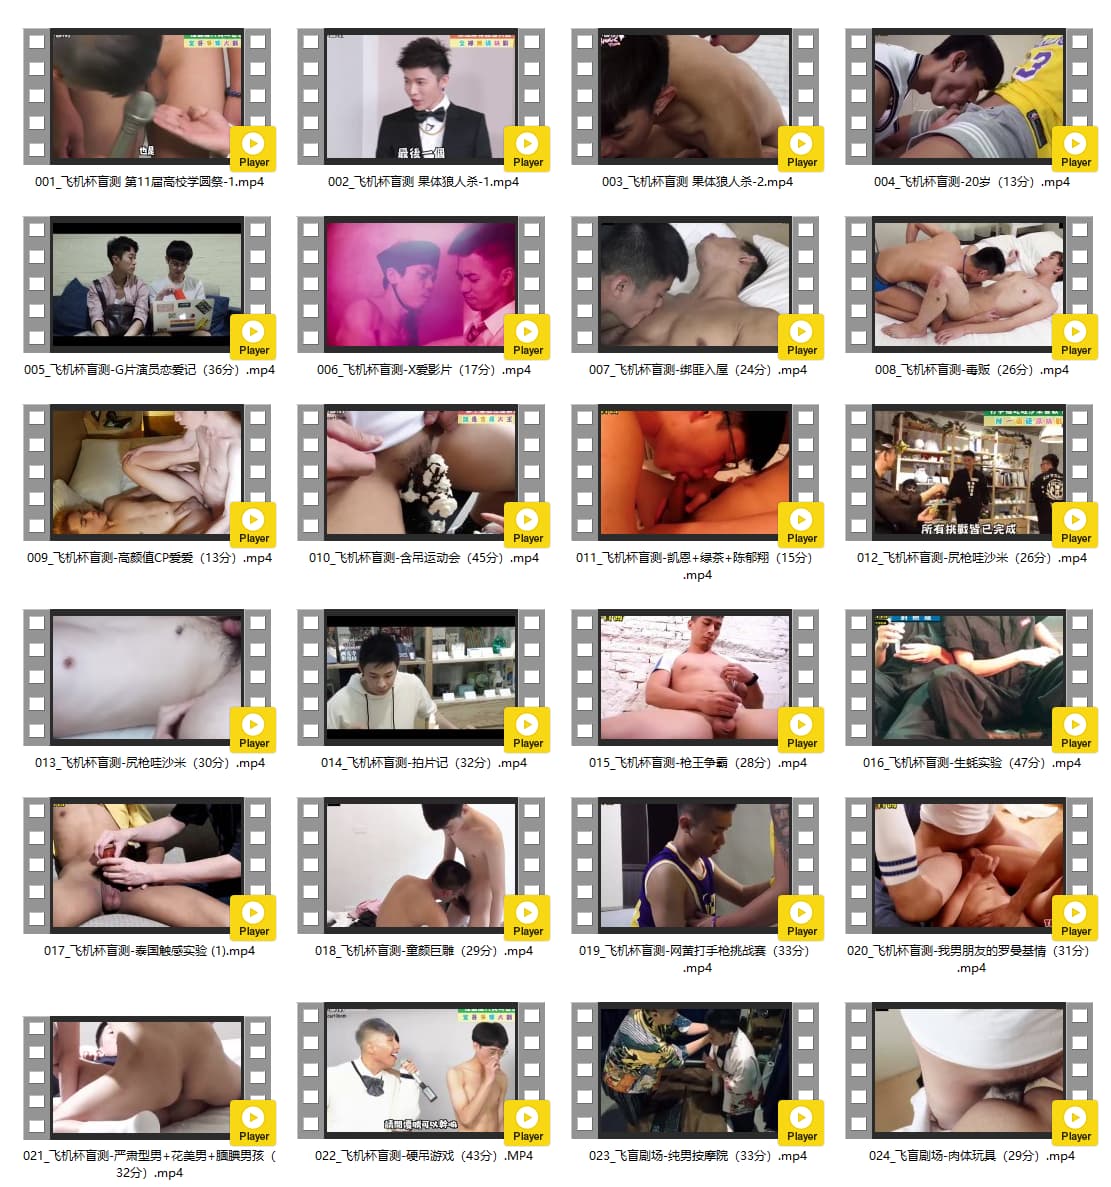 也是
Player
001_飞机杯盲测 第11届高校学圆祭-1.mp4
最後一個
Player
002_飞机杯盲测 果体狼人杀-1.mp4
Player
003_飞机杯盲测 果体狼人杀-2.mp4
3
Player
004_飞机杯盲测-20岁（13分）.mp4
Player
005_飞机杯盲测-G片演员恋爱记（36分）.mp4
Player
006_飞机杯盲测-X爱影片（17分）.mp4
Player
007_飞机杯盲测-绑匪入屋（24分）.mp4
Player
008_飞机杯盲测-毒贩（26分）.mp4
Player
009_飞机杯盲测-高颜值CP爱爱（13分）.mp4
Player
010_飞机杯盲测-含吊运动会（45分）.mp4
Player
011_飞机杯盲测-凯恩+绿茶+陈郁翔（15分）
.mp4
所有挑戰皆已完成
Player
012_飞机杯盲测-尻枪哇沙米（26分）.mp4
Player
013_飞机杯盲测-尻枪哇沙米（30分）.mp4
Player
014_飞机杯盲测-拍片记（32分）.mp4
Player
015_飞机杯盲测-枪王争霸（28分）.mp4
Player
016_飞机杯盲测-生蚝实验（47分）.mp4
Player
017_飞机杯盲测-泰国触感实验 (1).mp4
Player
018_飞机杯盲测-童颜巨雕（29分）.mp4
Player
019_飞机杯盲测-网黄打手枪挑战赛（33分）
.mp4
Player
020_飞机杯盲测-我男朋友的罗曼基情（31分）
.mp4
Player
021_飞机杯盲测-严肃型男+花美男+腼腆男孩（
32分）.mp4
請問優喊可以幹嘛
Player
022_飞机杯盲测-硬吊游戏（43分）.MP4
Player
023_飞盲剧场-纯男按摩院（33分）.mp4
Player
024_飞盲剧场-肉体玩具（29分）.mp4